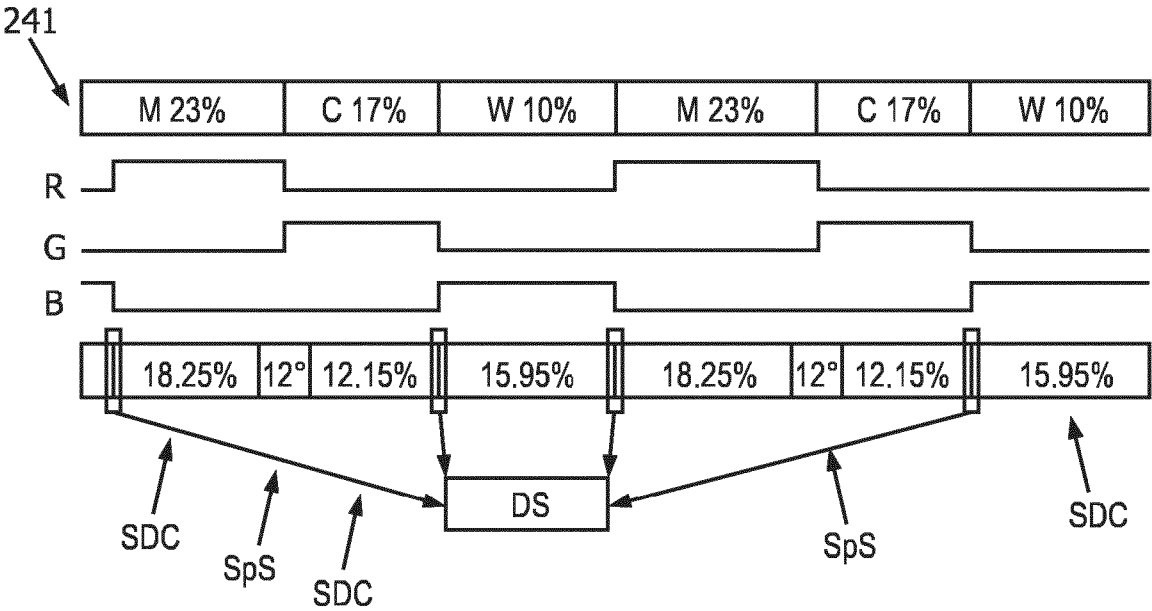 241
M 23% C 17% W 10% M 23% C 17% W 10%
R
G
B
18.25% 12° 12.15% 15.95% 18.25% 12° 12.15% 15.95%
SDC SpS SDC DS SpS SDC